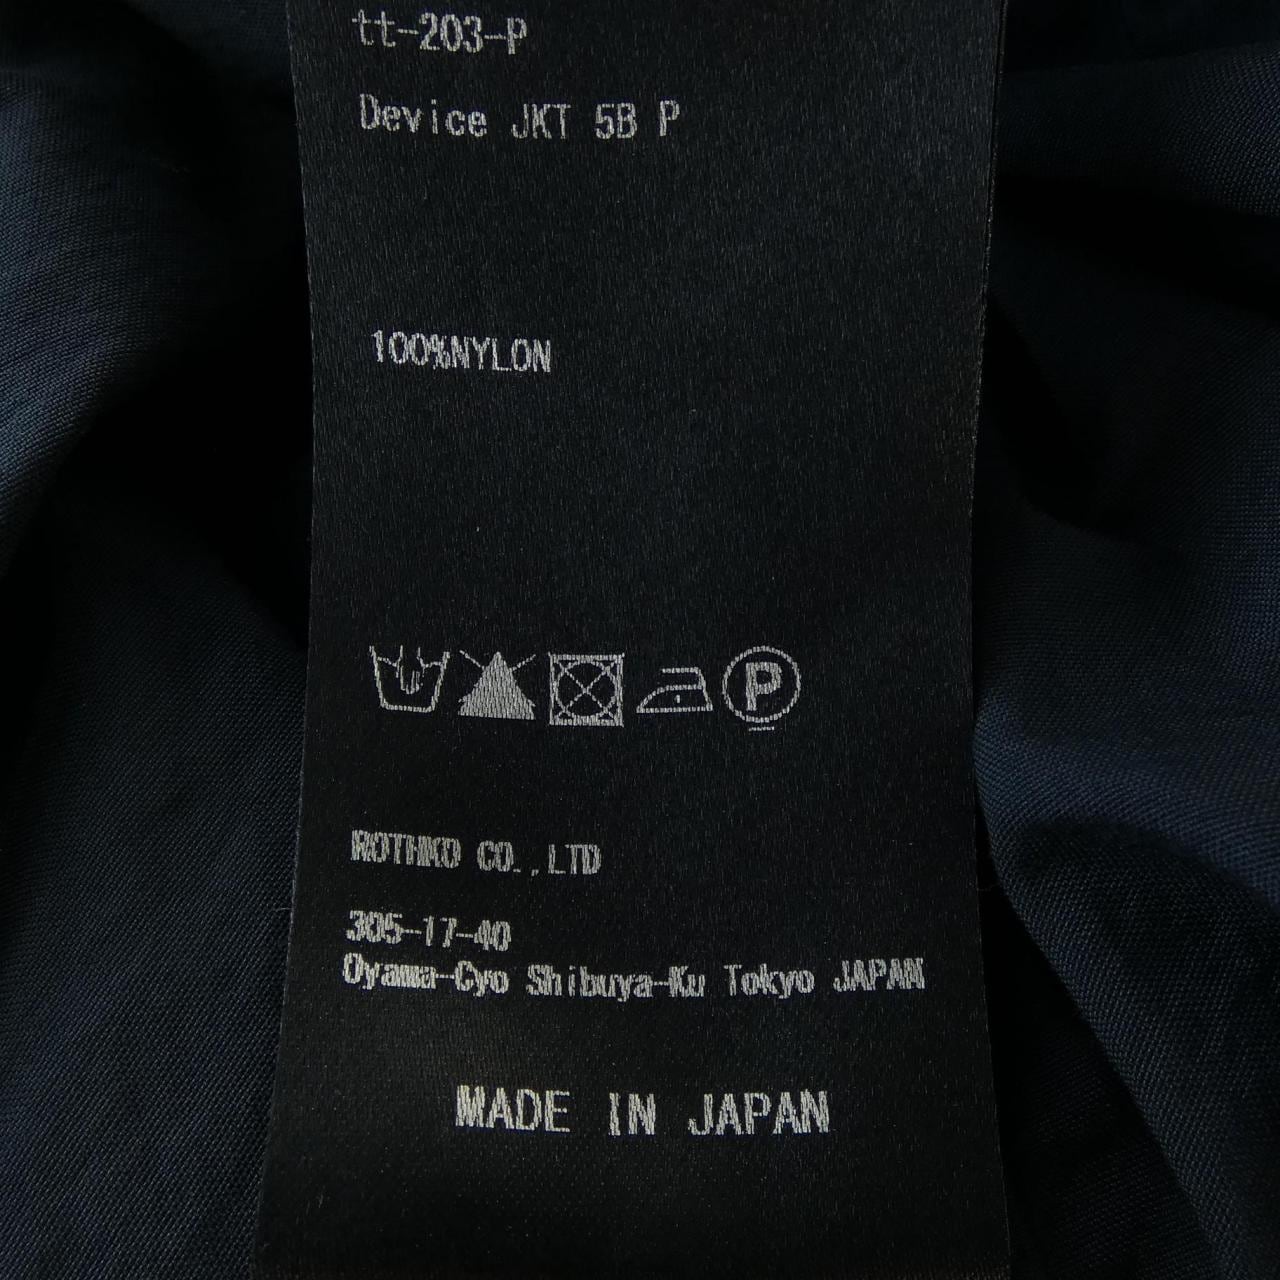 tt-203-P
Device JKT 5B P
100%NYLON
P
ROTHKO CO.,LTD
305-17-40
Oyama-Cyo Shibuya-Ku Tokyo JAPAN
MADE IN JAPAN